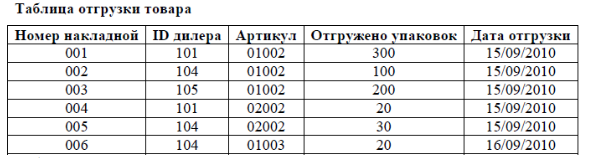 Таблица отгрузки товара
Номер накладной ID дилера Артикул Отгружено упаковок Дата отгрузки
001 101 01002 300 15/09/2010
002 104 01002 100 15/09/2010
003 105 01002 200 15/09/2010
004 101 02002 20 15/09/2010
005 104 02002 30 15/09/2010
006 104 01003 20 16/09/2010